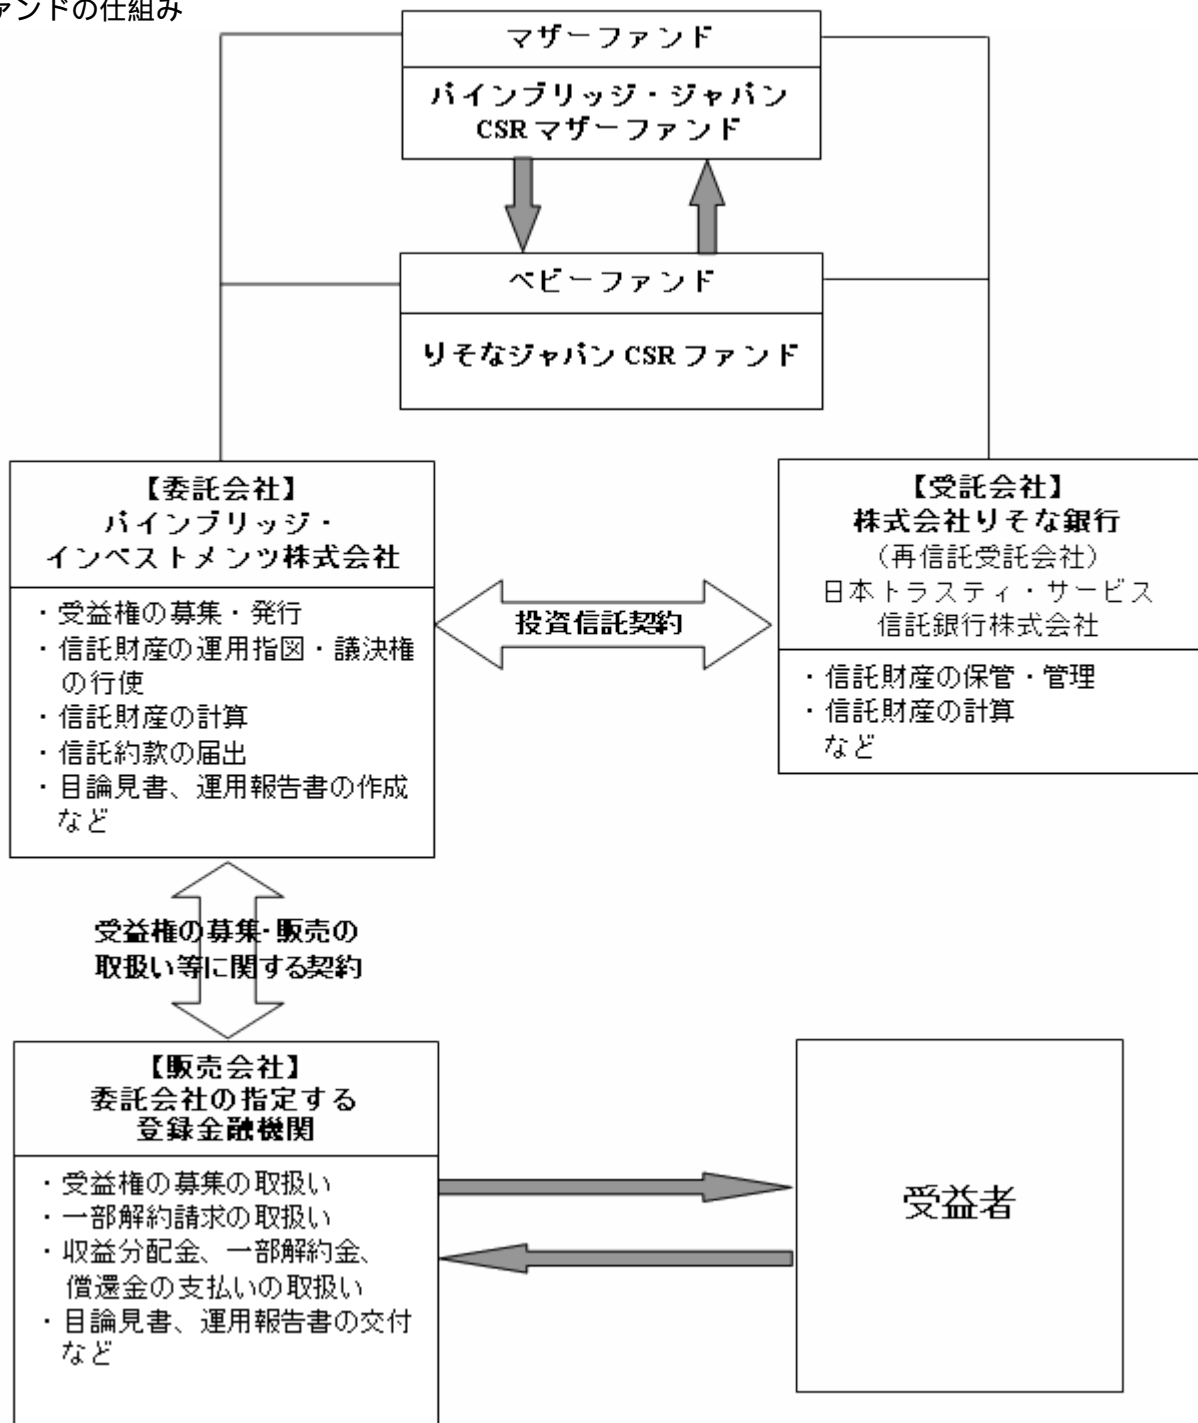 ァンドの仕組み
マザーファンド
パインブリッジ・ジャパン
CSRマザーファンド
ベビーファンド
りそなジャパンCSRファンド
【委託会社】
パインブリッジ・
インベストメンツ株式会社
・受益権の募集・発行
・信託財産の運用指図・議決権
の行使
・信託財産の計算
・信託約款の届出
・目論見書、運用報告書の作成
など
投資信託契約
【受託会社】
株式会社りそな銀行
（再信託受託会社）
日本トラスティ・サービス
信託銀行株式会社
・信託財産の保管・管理
・信託財産の計算
など
受益権の募集・販売の
取扱い等に関する契約
【販売会社】
委託会社の指定する
登録金融機関
・受益権の募集の取扱い
・一部解約請求の取扱い
・収益分配金、一部解約金、
償還金の支払いの取扱い
・目論見書、運用報告書の交付
など
受益者